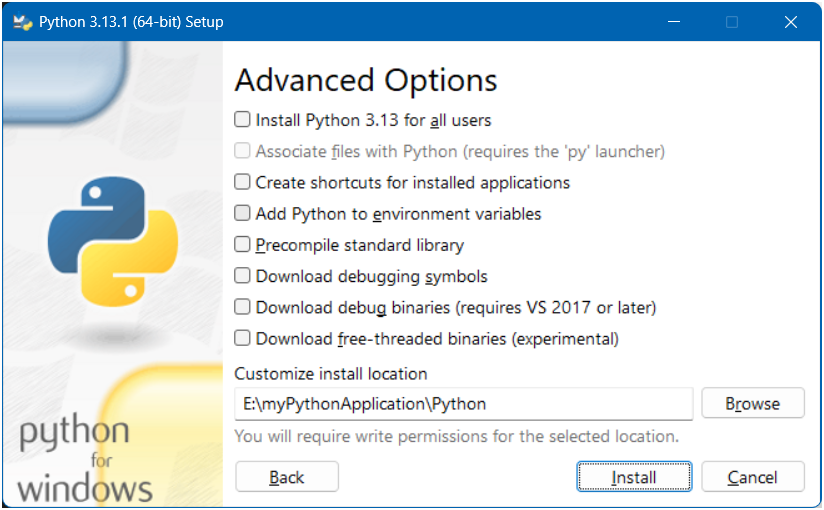 Python 3.13.1 (64-bit) Setup
Advanced Options
Install Python 3.13 for all users
Associate files with Python (requires the 'py' launcher)
Create shortcuts for installed applications
Add Python to environment variables
Precompile standard library
Download debugging symbols
Download debug binaries (requires VS 2017 or later)
Download free-threaded binaries (experimental)
Customize install location
E:\myPythonApplication\Python
Browse
You will require write permissions for the selected location.
python
for
windows
Back
Install
Cancel